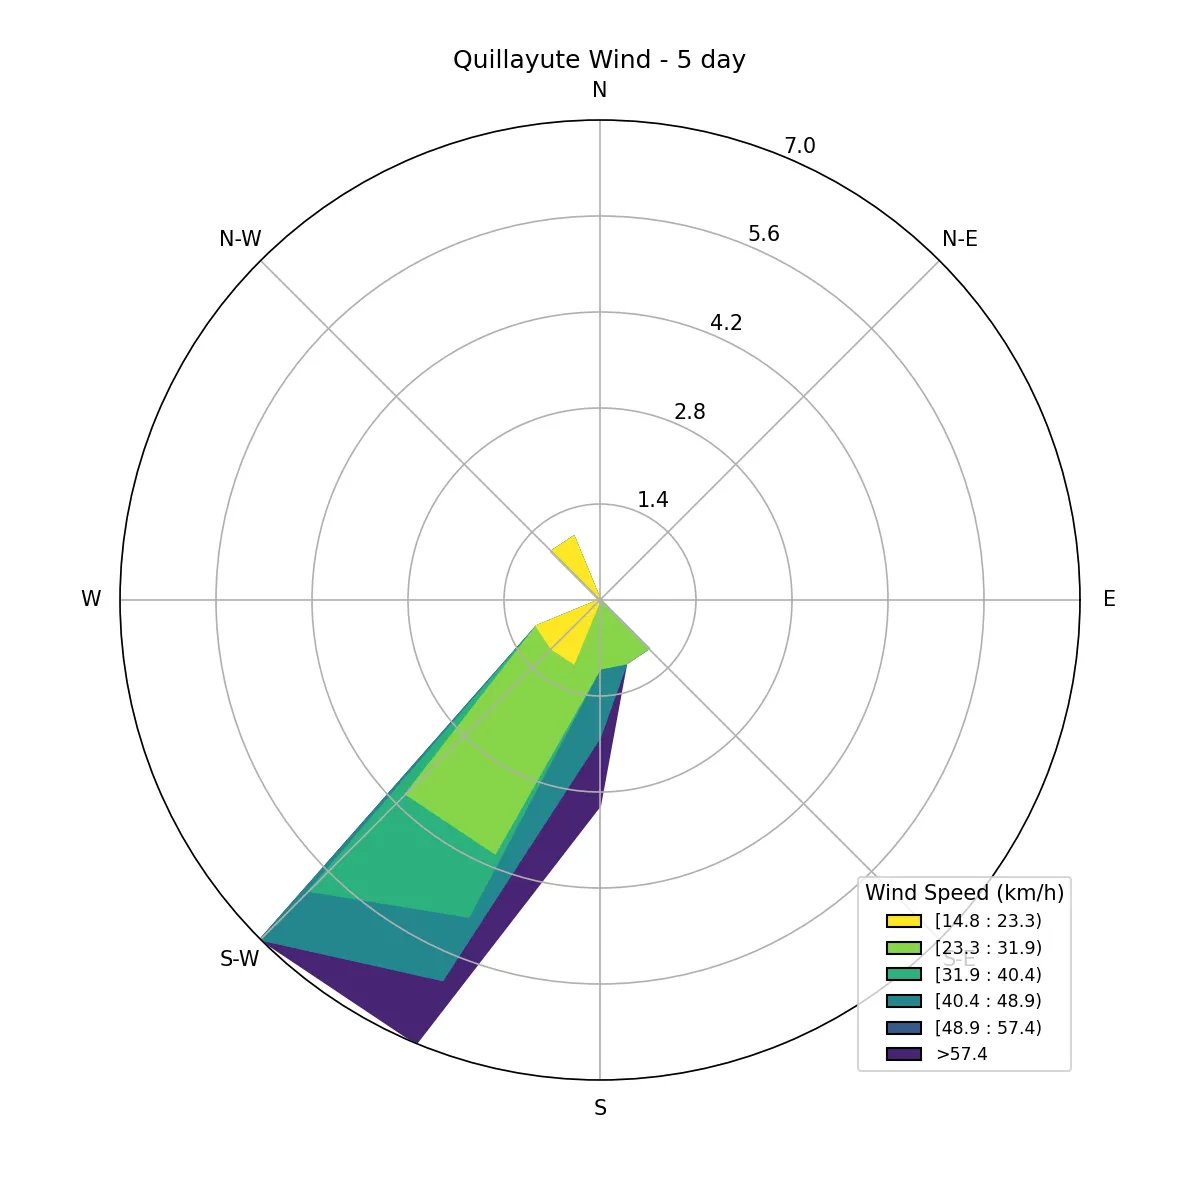 Quillayute Wind - 5 day
N
7.0
N-W
5.6
N-E
4.2
2.8
1.4
W
E
S-W
S-E
Wind Speed (km/h)
[14.8 : 23.3)
[23.3 : 31.9)
[31.9 : 40.4)
[40.4 : 48.9)
[48.9 : 57.4)
>57.4
S